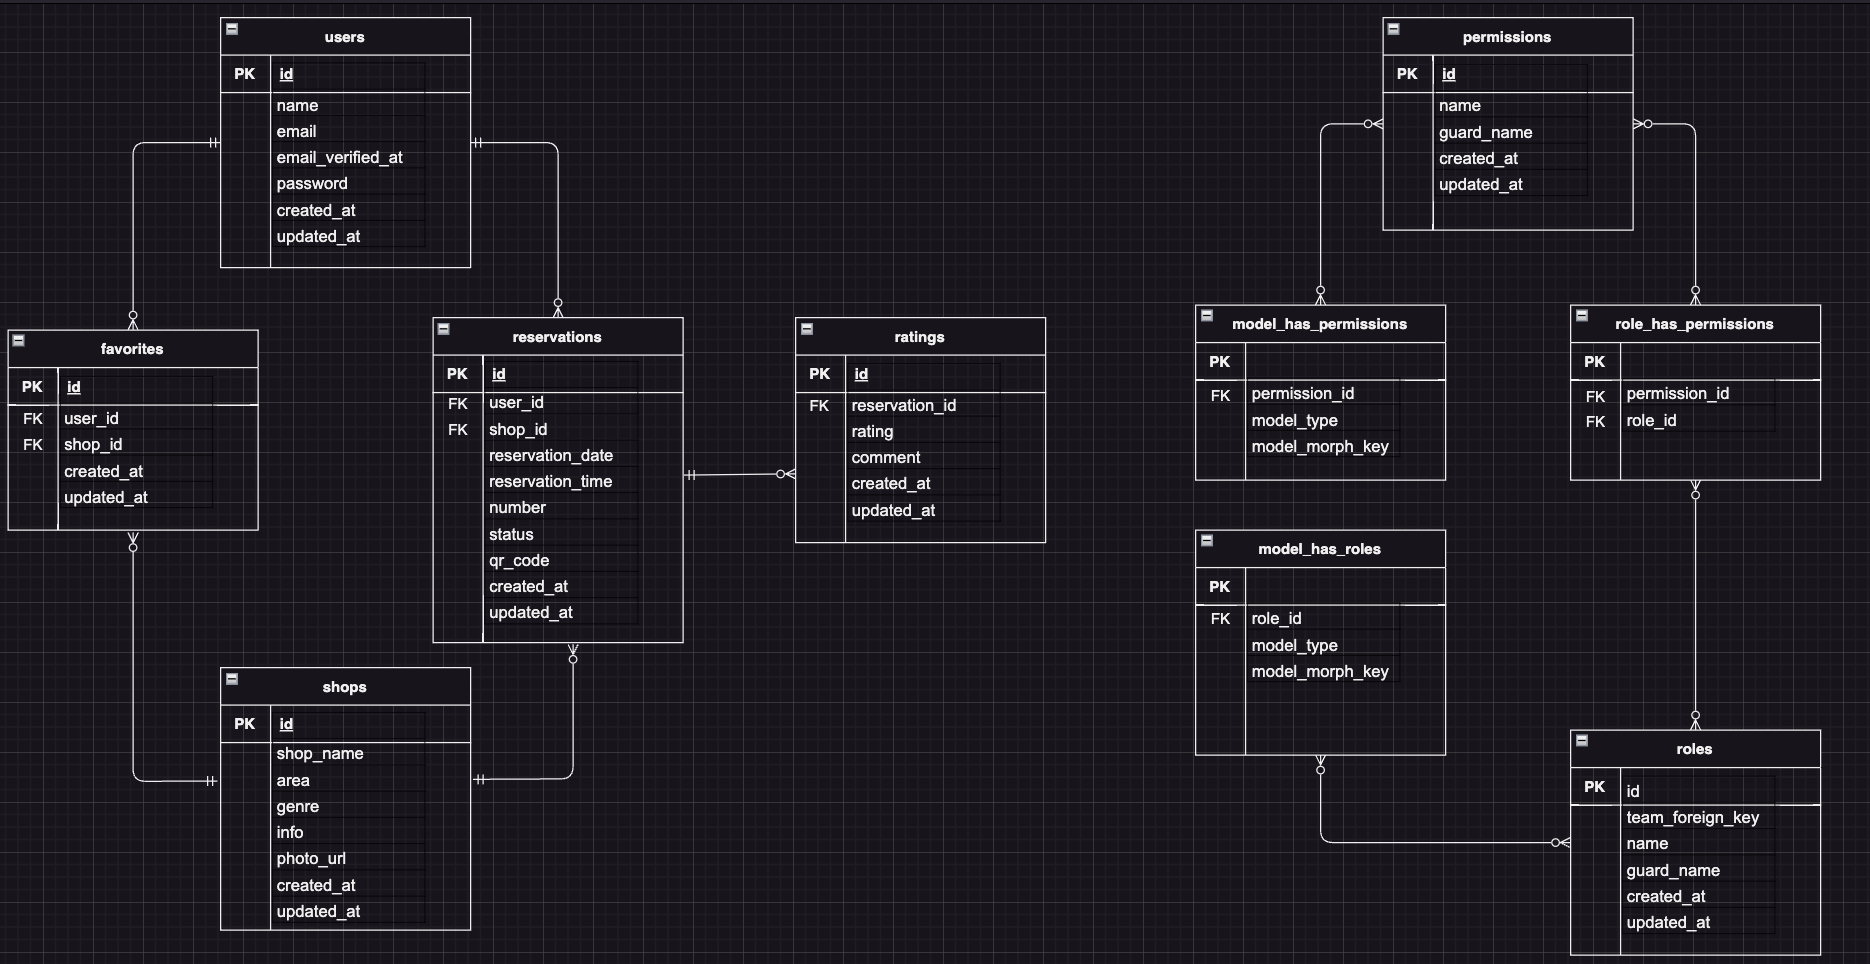 users
PK id
name
email
email_verified_at
password
created_at
updated_at
permissions
PK id
name
guard_name
created_at
updated_at
favorites
PK id
FK user_id
FK shop_id
created_at
updated_at
reservations
PK id
FK user_id
FK shop_id
reservation_date
reservation_time
number
status
qr_code
created_at
updated_at
ratings
PK id
FK reservation_id
rating
comment
created_at
updated_at
model_has_permissions
PK
FK permission_id
model_type
model_morph_key
role_has_permissions
PK
FK permission_id
FK role_id
model_has_roles
PK
FK role_id
model_type
model_morph_key
shops
PK id
shop_name
area
genre
info
photo_url
created_at
updated_at
roles
PK id
team_foreign_key
name
guard_name
created_at
updated_at